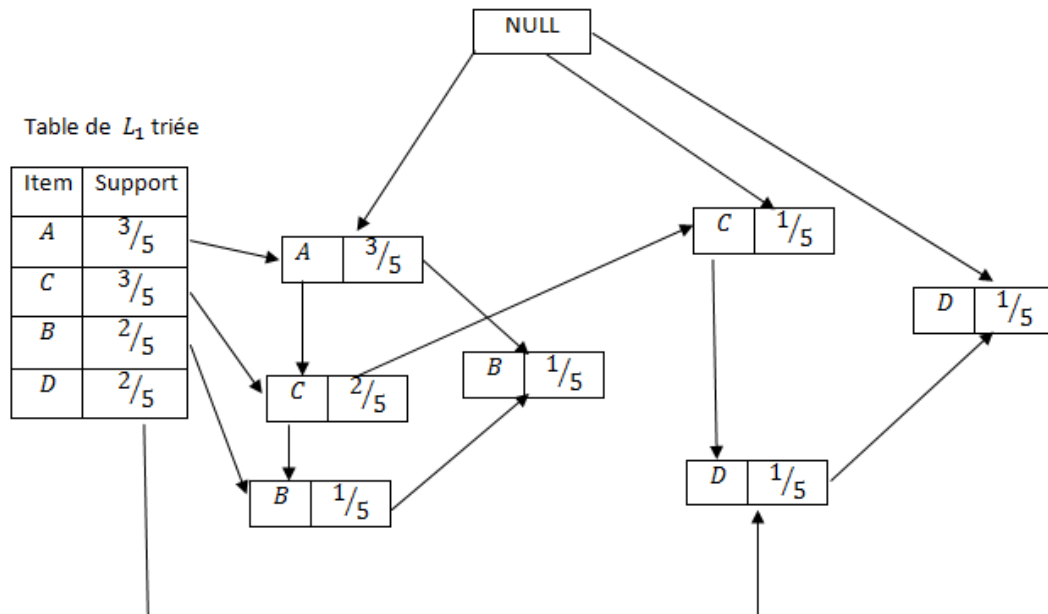 NULL
Table de L₁ triée
Item Support
A 3/5
C 3/5
B 2/5
D 2/5
A 3/5
C 1/5
D 1/5
B 1/5
C 2/5
D 1/5
B 1/5